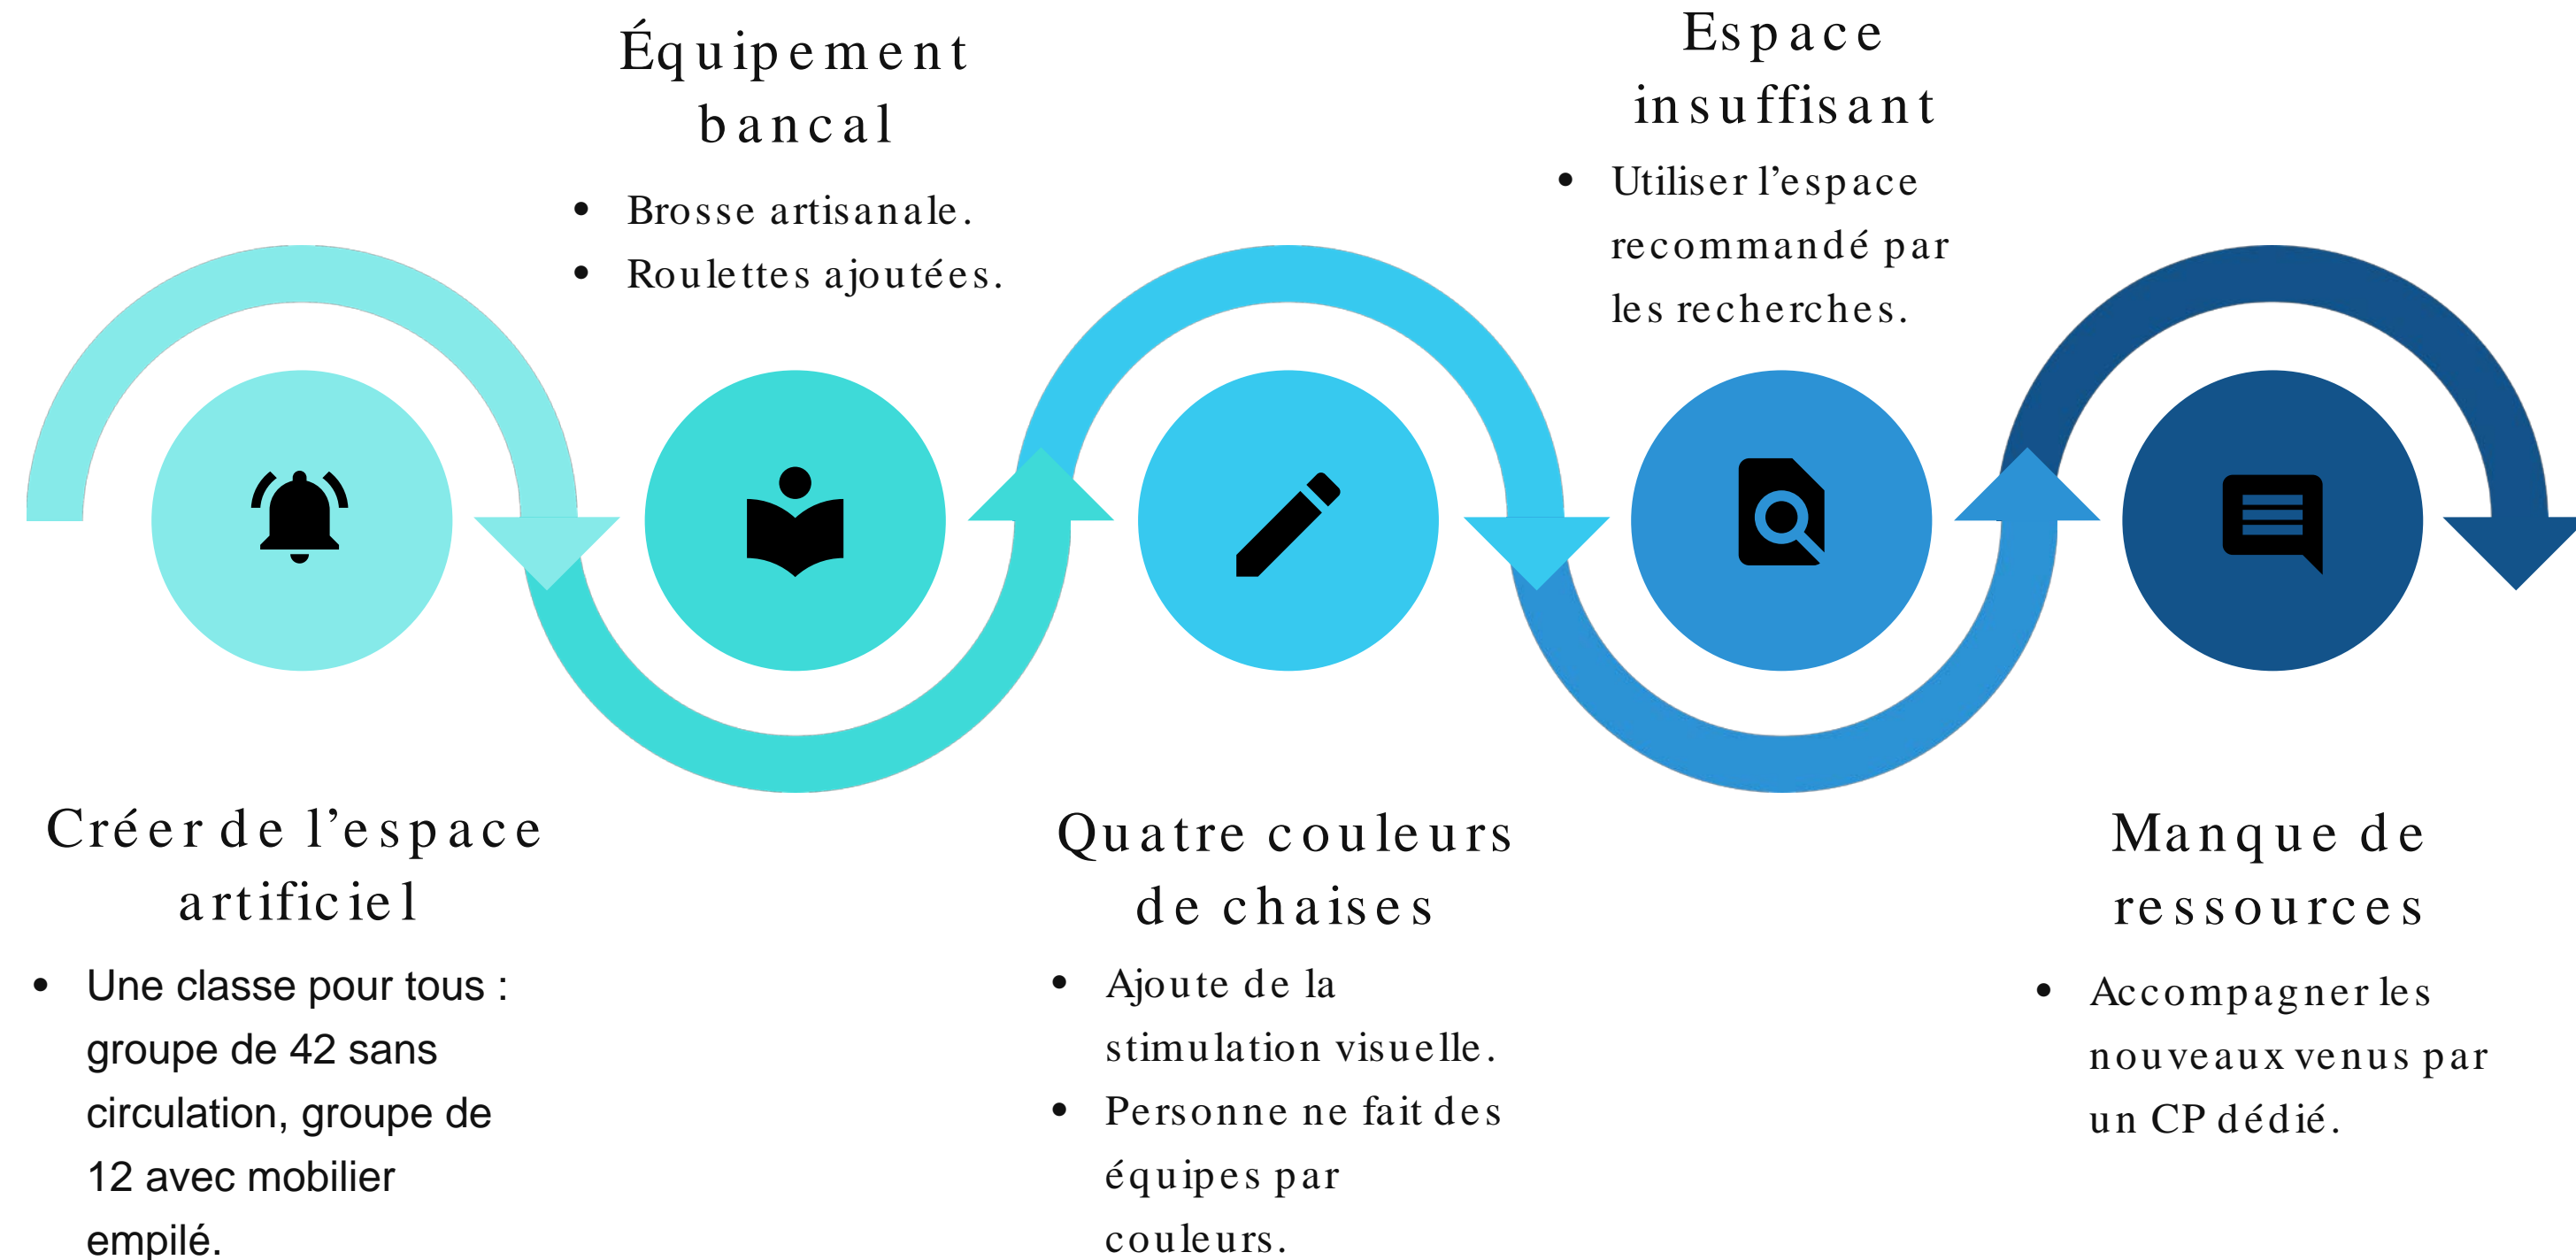 Créer de l’espace
artificiel
• Une classe pour tous :
groupe de 42 sans
circulation, groupe de
12 avec mobilier
empilé.
Équipement
bancal
• Brosse artisanale.
• Roulettes ajoutées.
Quatre couleurs
de chaises
• Ajoute de la
stimulation visuelle.
• Personne ne fait des
équipes par
couleurs.
Espace
insuffisant
• Utiliser l’espace
recommandé par
les recherches.
Manque de
ressources
• Accompagner les
nouveaux venus par
un CP dédié.